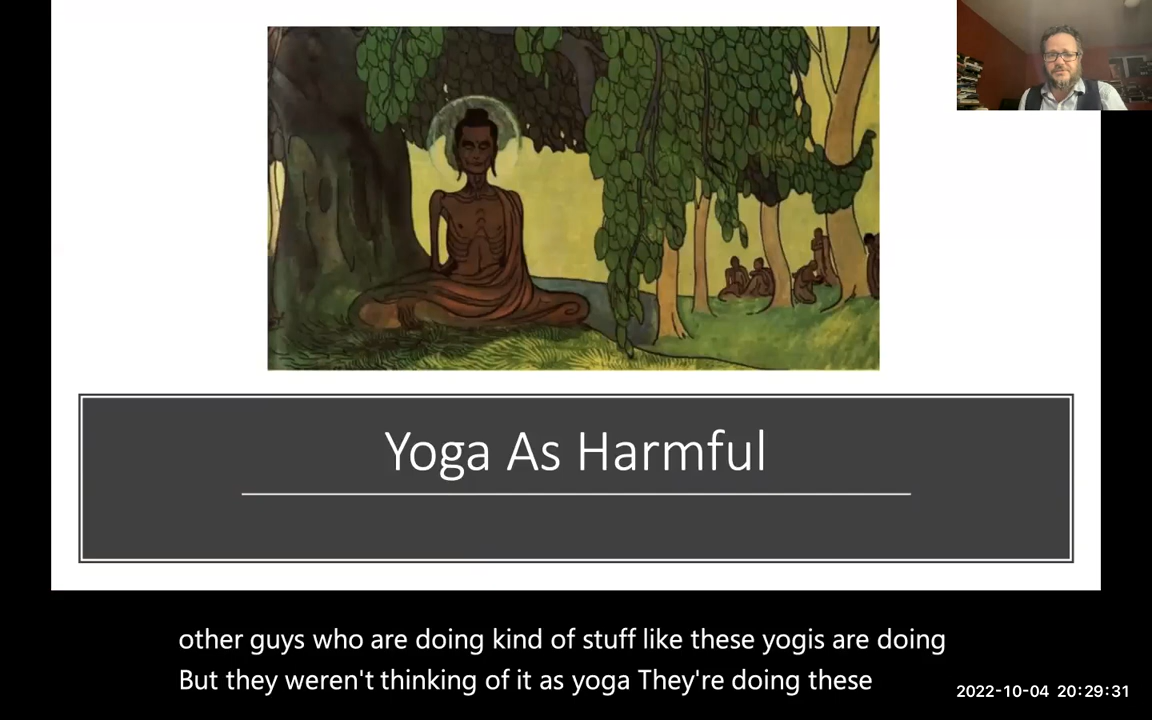 Yoga As Harmful
other guys who are doing kind of stuff like these yogis are doing
But they weren't thinking of it as yoga They're doing these
2022-10-04 20:29:31